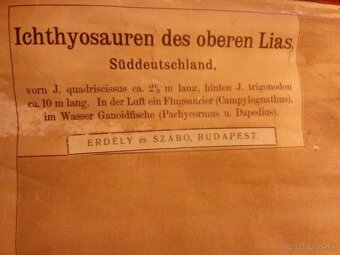 Ichthyosauren des oberen Lias,
Süddeutschland,
vorn J. quadriscissus ca. 2½ m lang, hinten J. trigonodon
ca. 10 m lang. In der Luft ein Flugsaurier (Campylognathus),
im Wasser Ganoidfische (Pachycormus u. Dapedius).
ERDÉLY és SZABÓ, BUDAPEST.